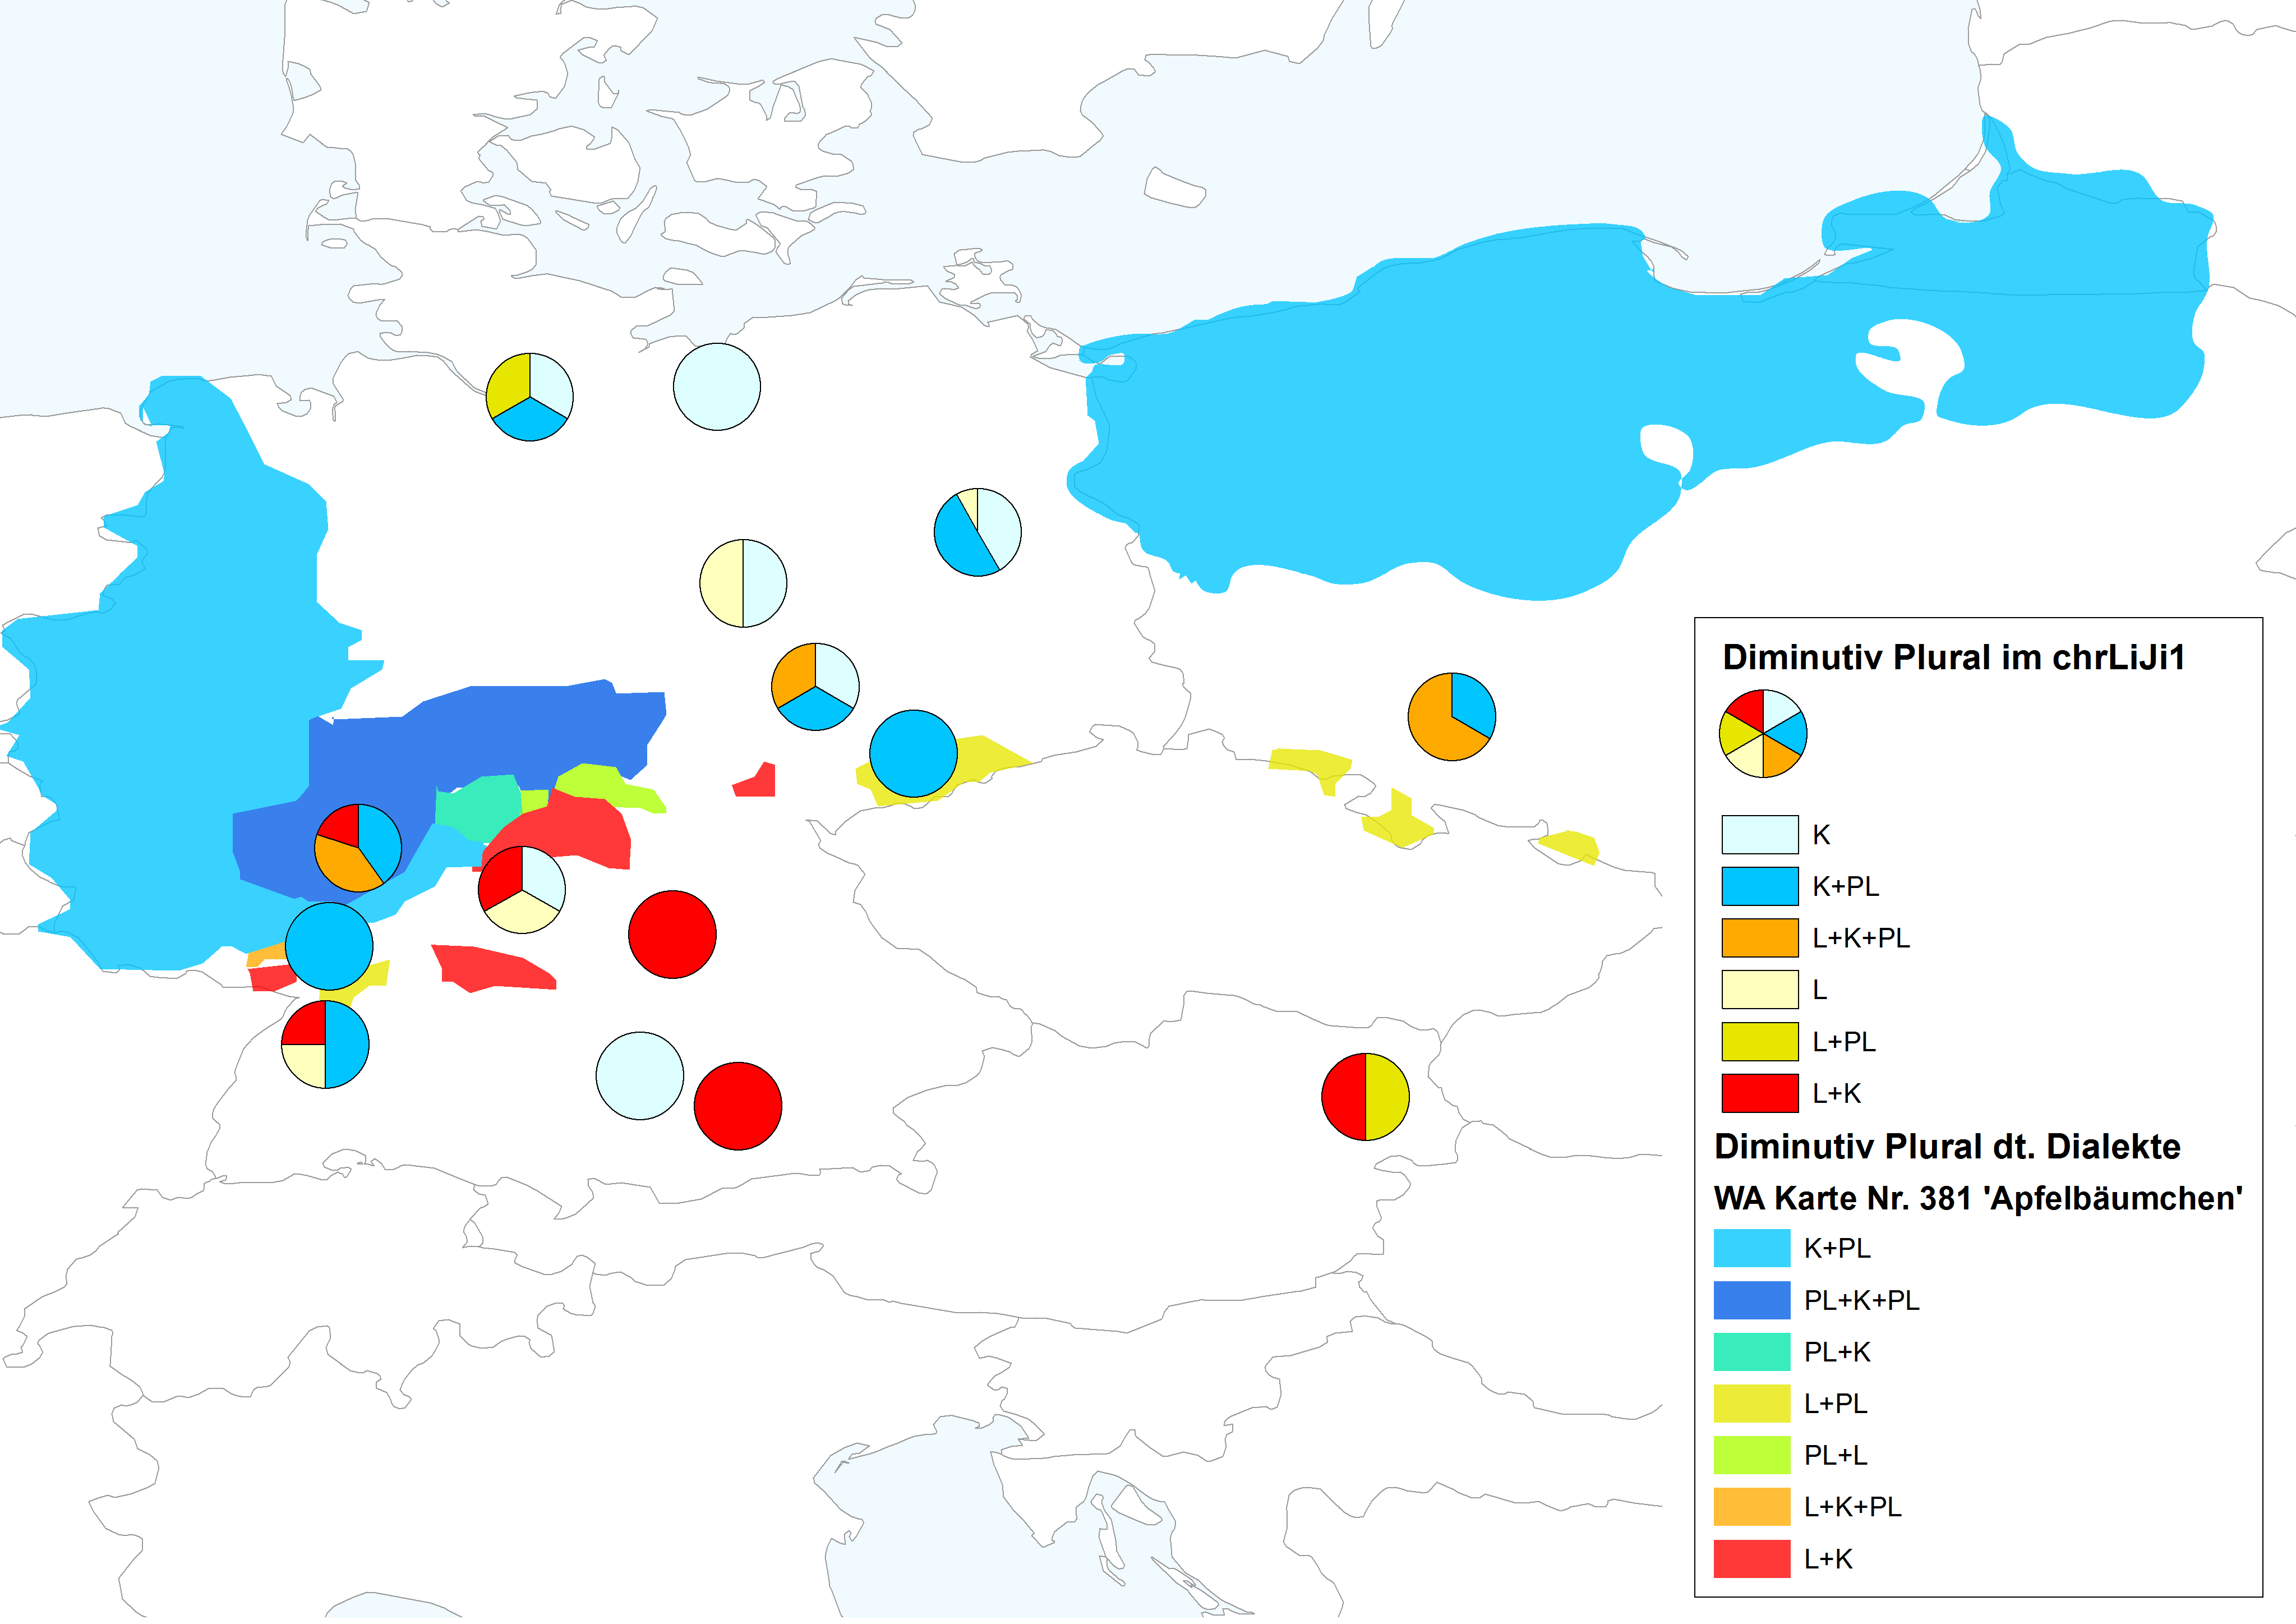 Diminutiv Plural im chrLiJi1
K
K+PL
L+K+PL
L
L+PL
L+K
Diminutiv Plural dt. Dialekte
WA Karte Nr. 381 'Apfelbäumchen'
K+PL
PL+K+PL
PL+K
L+PL
PL+L
L+K+PL
L+K